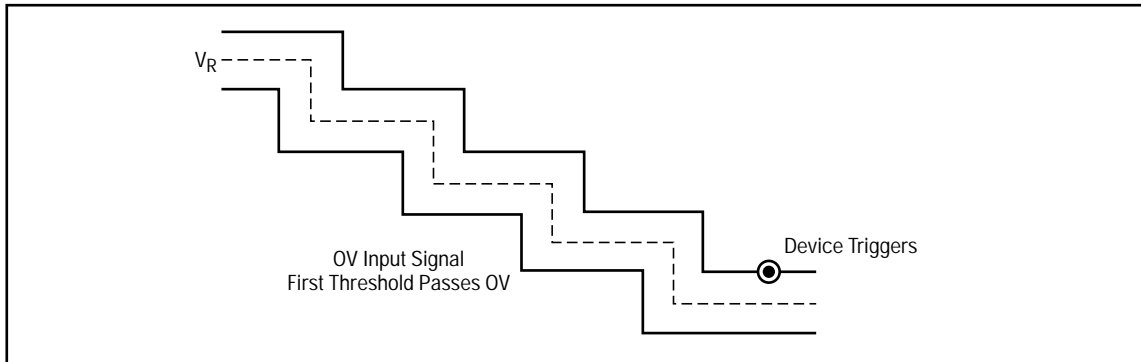 VR
OV Input Signal
First Threshold Passes OV
Device Triggers